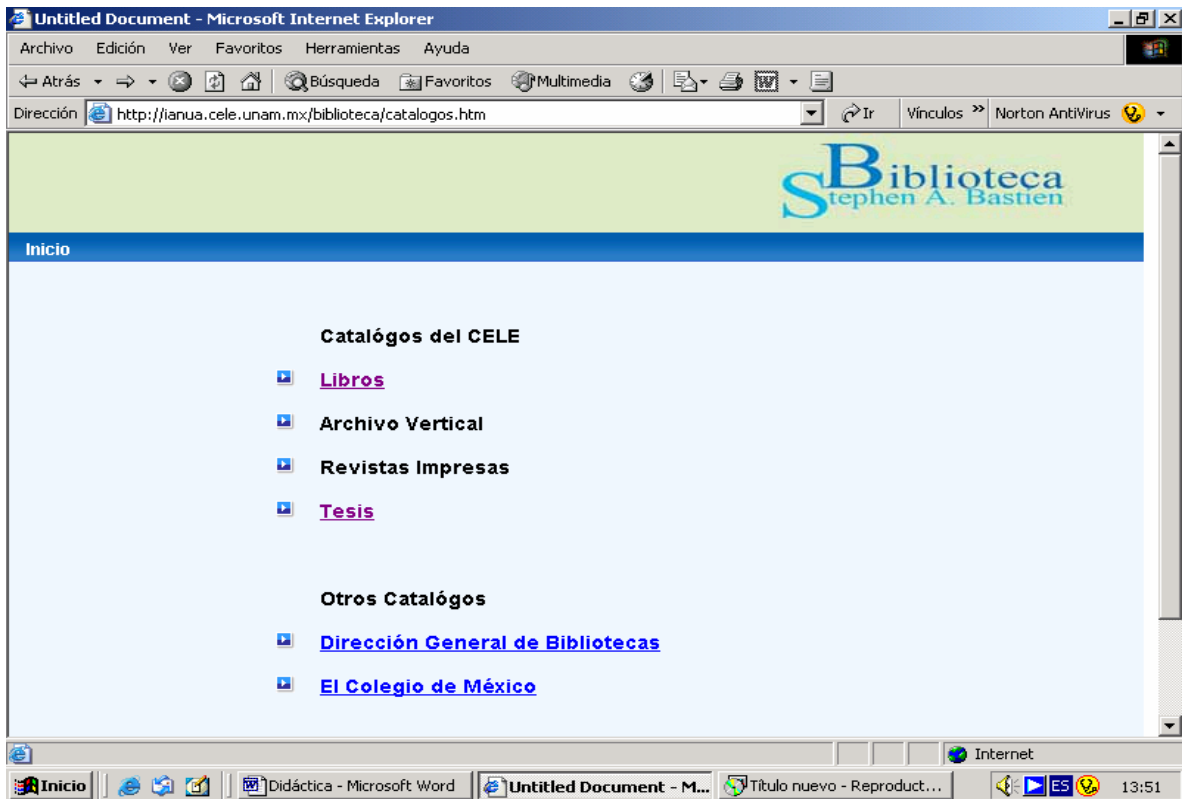 Untitled Document - Microsoft Internet Explorer
Archivo Edición Ver Favoritos Herramientas Ayuda
Atrás Búsqueda Favoritos Multimedia
Dirección http://ianua.cele.unam.mx/biblioteca/catalogos.htm Ir Vínculos » Norton AntiVirus
Biblioteca
Stephen A. Bastien
Inicio
Catalógos del CELE
Libros
Archivo Vertical
Revistas Impresas
Tesis
Otros Catalógos
Dirección General de Bibliotecas
El Colegio de México
Internet
Inicio Didáctica - Microsoft Word Untitled Document - M... Título nuevo - Reproduct... ES 13:51